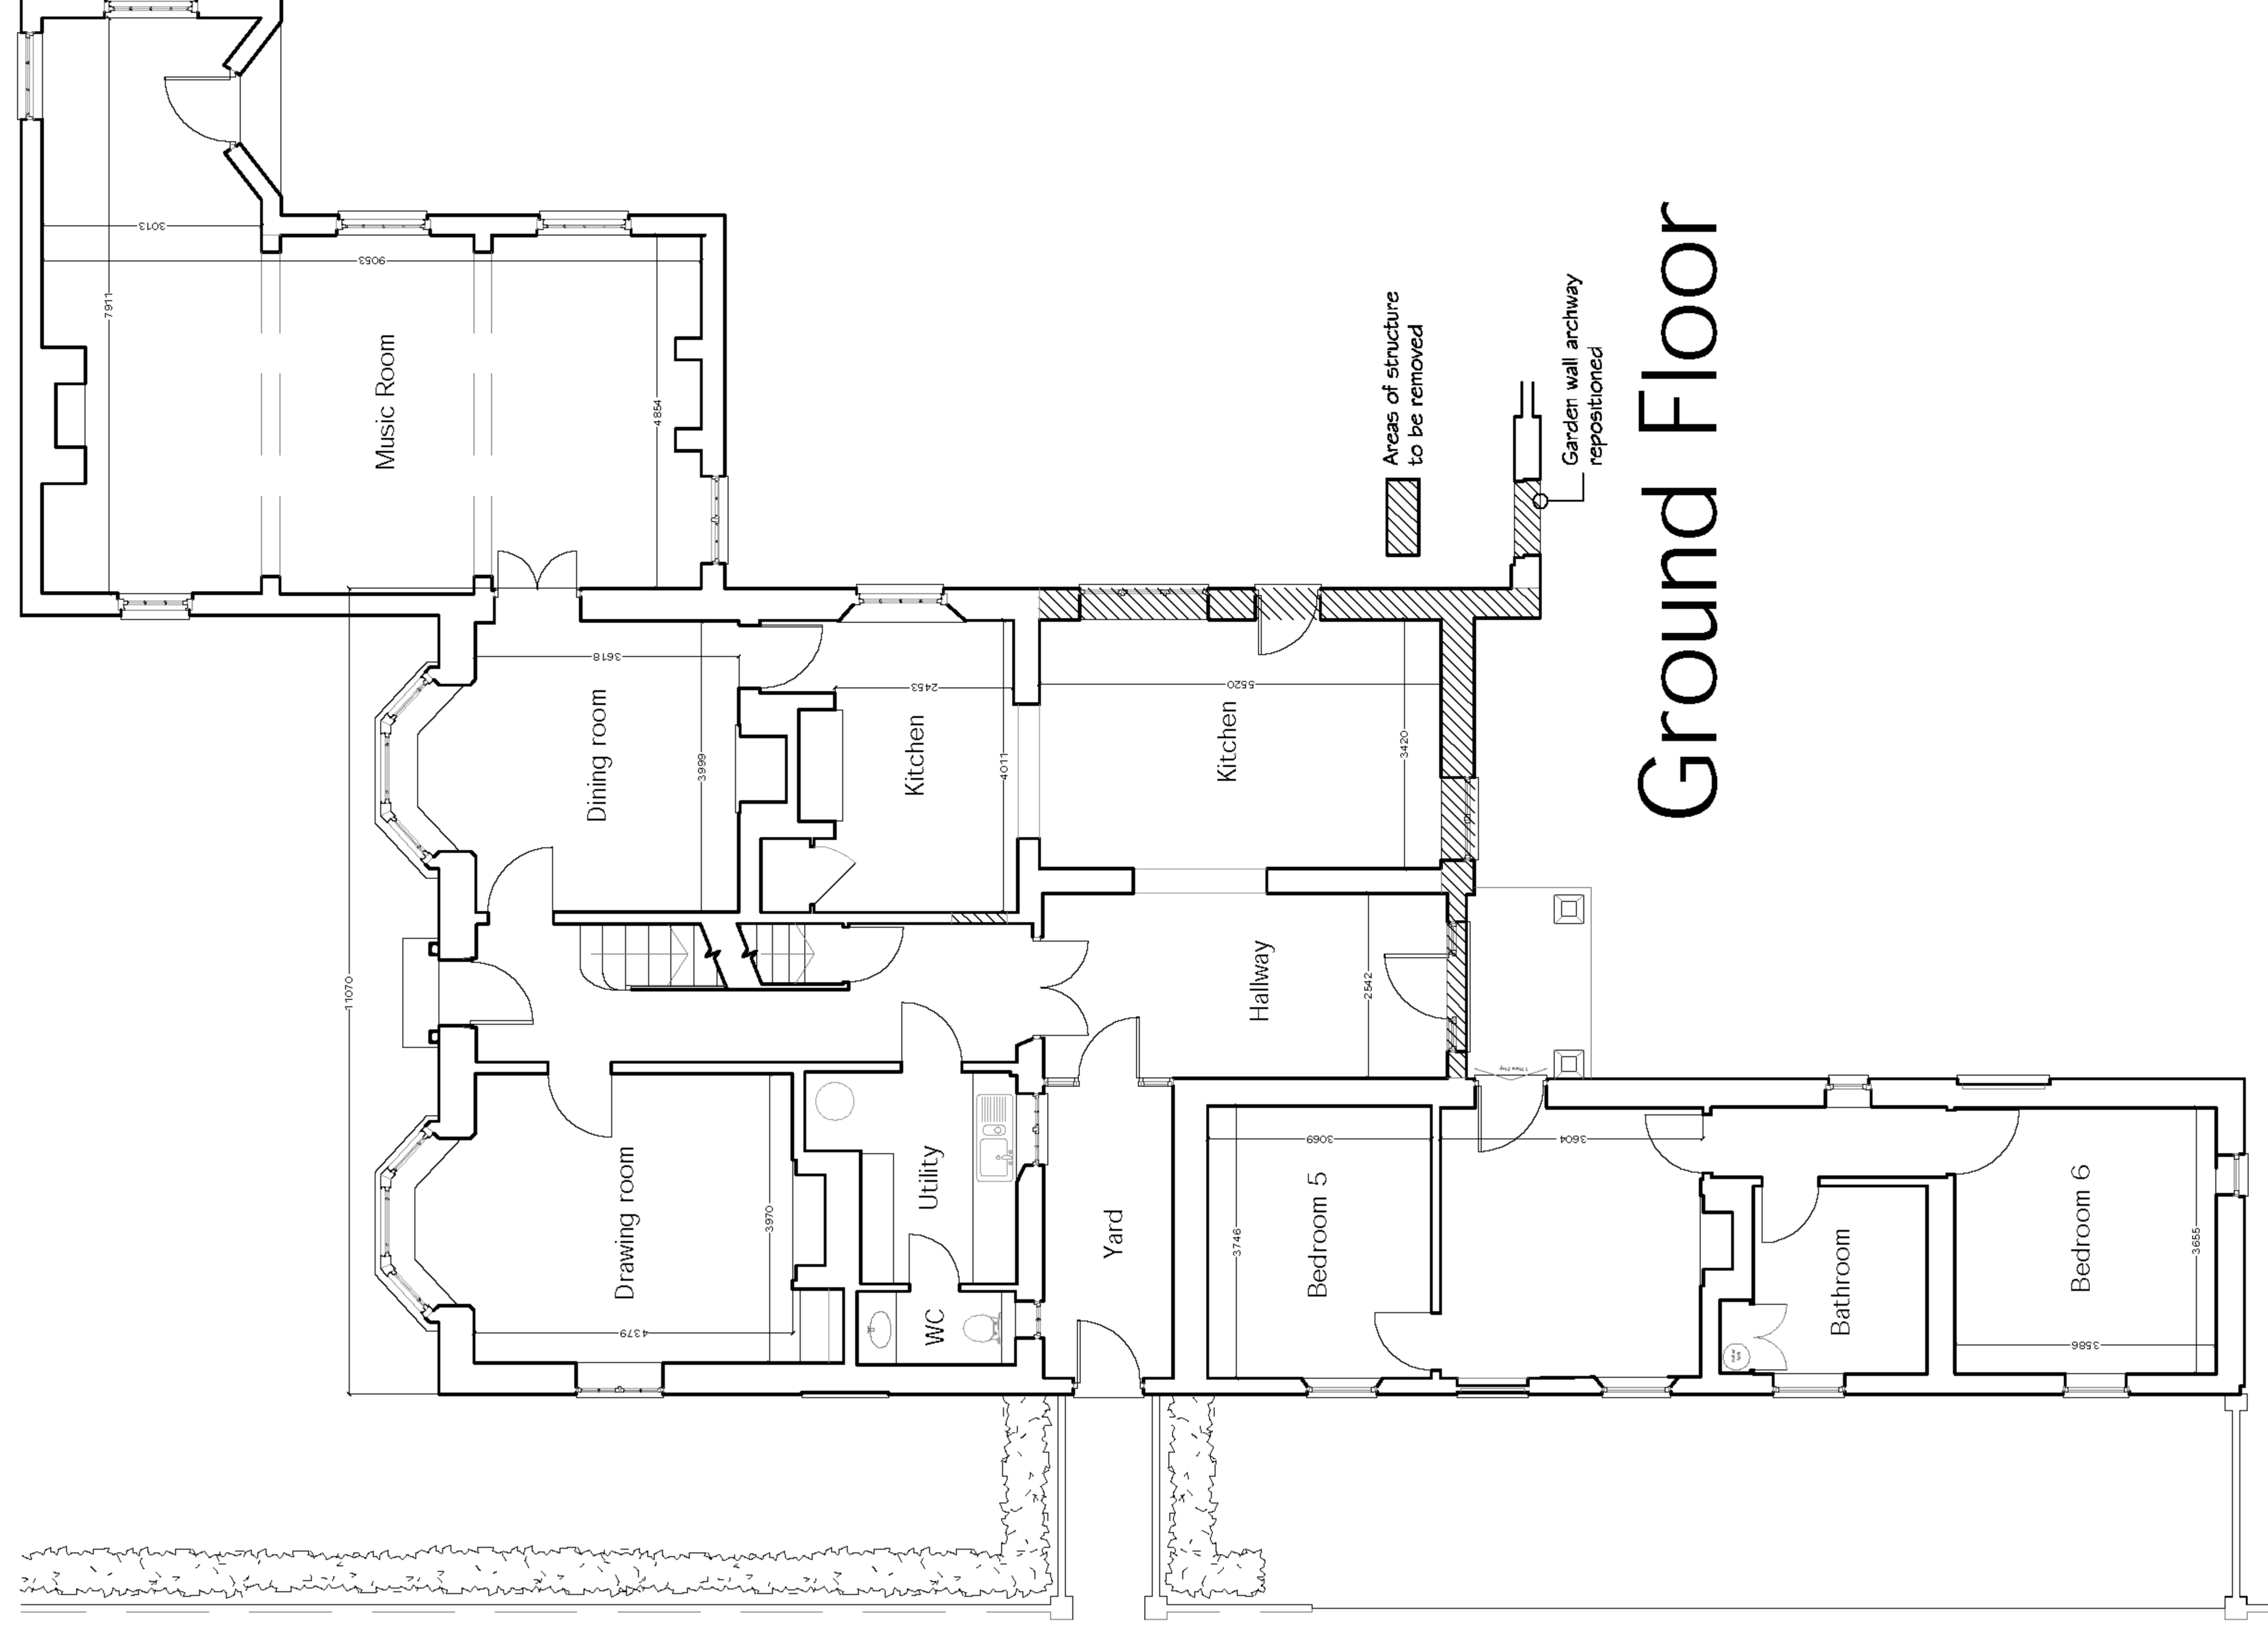 Ground Floor
Areas of structure
to be removed
Garden wall archway
repositioned
Music Room
7911
3013
9053
4854
Dining room
3618
3999
Kitchen
2453
4011
Kitchen
5520
3420
11070
Hallway
2542
Drawing room
4379
3970
Utility
WC
Yard
Bedroom 5
3069
3746
3604
Bathroom
Bedroom 6
3586
3655